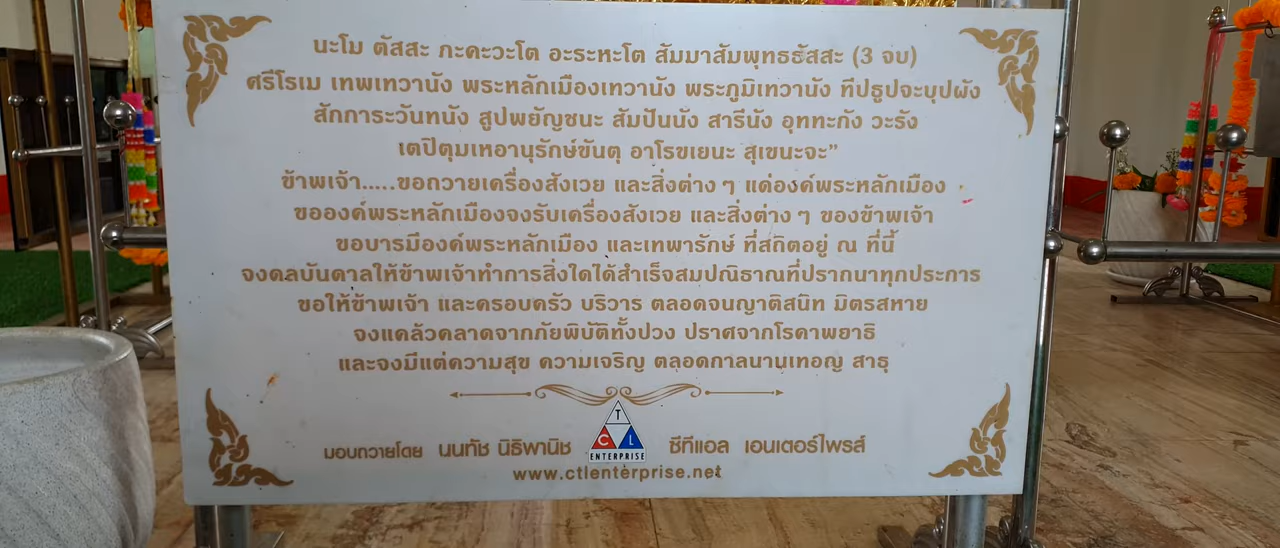 นะโม ตัสสะ ภะคะวะโต อะระหะโต สัมมาสัมพุทธธัสสะ (3 จบ)
ศรีโรเม เทพเทวานัง พระหลักเมืองเทวานัง พระภูมิเทวานัง ทีปธูปจะบุปผัง
สักการะวันทนัง สูปพยัญชนะ สัมปันนัง สารีนัง อุททะกัง วะรัง
เตปิตุมเหอานุรักษ์ขันตุ อาโรขเยนะ สุเขนะจะ”
ข้าพเจ้า.....ขอถวายเครื่องสังเวย และสิ่งต่าง ๆ แด่องค์พระหลักเมือง
ขอองค์พระหลักเมืองจงรับเครื่องสังเวย และสิ่งต่าง ๆ ของข้าพเจ้า
ขอบารมีองค์พระหลักเมือง และเทพารักษ์ ที่สถิตอยู่ ณ ที่นี้
จงดลบันดาลให้ข้าพเจ้าทำการสิ่งใดได้สำเร็จสมปณิธาณที่ปรารถนาทุกประการ
ขอให้ข้าพเจ้า และครอบครัว บริวาร ตลอดจนญาติสนิท มิตรสหาย
จงแคล้วคลาดจากภัยพิบัติทั้งปวง ปราศจากโรคาพยาธิ
และจงมีแต่ความสุข ความเจริญ ตลอดกาลนานเทอญ สาธุ
T
C L
ENTERPRISE
มอบถวายโดย นนทัช นิธิพานิช ซีทีแอล เอนเตอร์ไพรส์
www.ctlenterprise.net